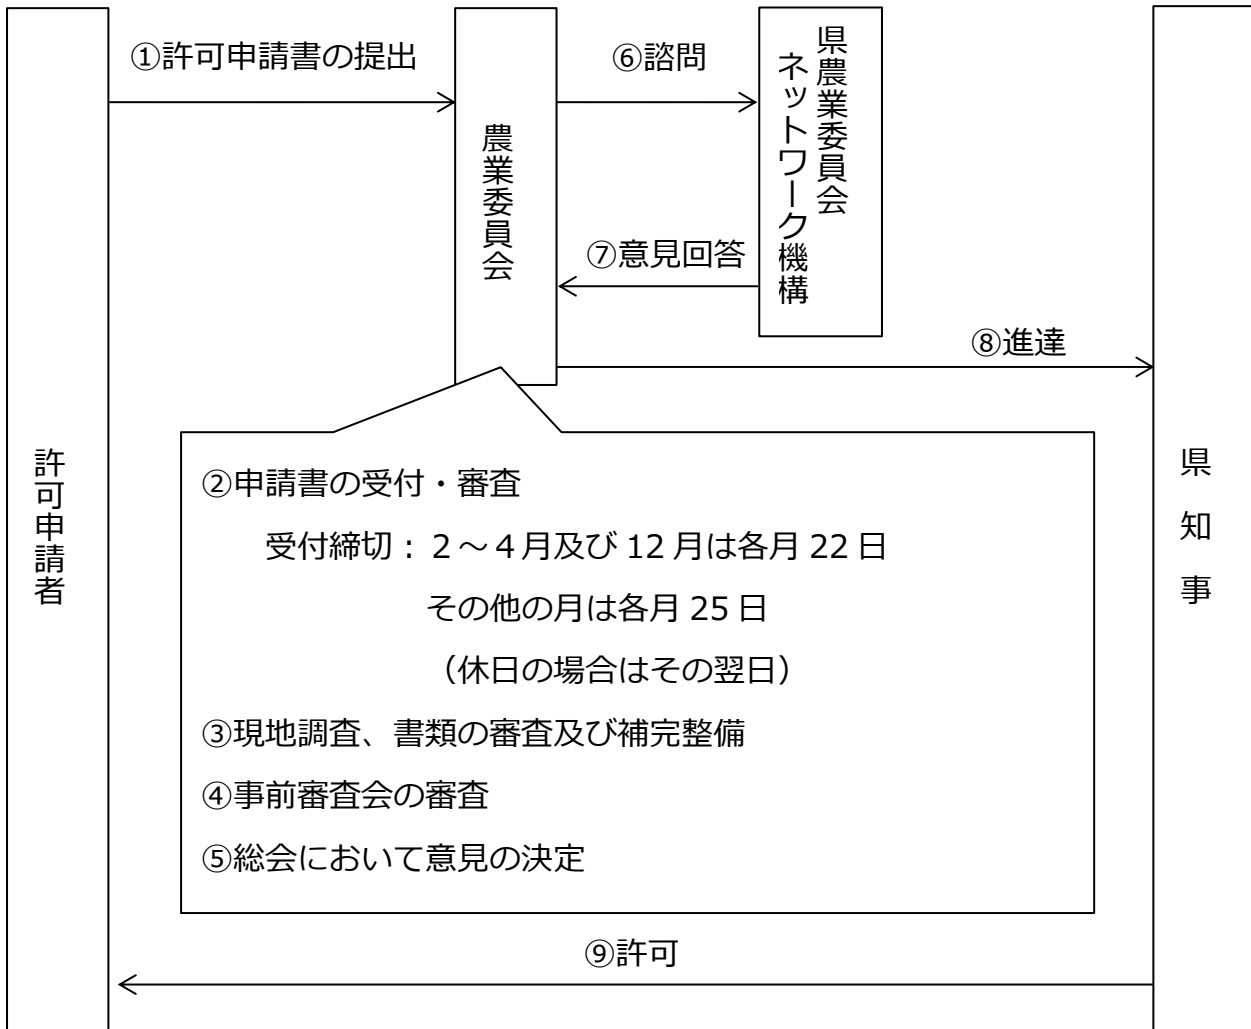 ①許可申請書の提出
⑥諮問
県農業委員会
ネットワーク機構
農業委員会
⑦意見回答
⑧進達
許可申請者
県知事
②申請書の受付・審査
受付締切：２～４月及び 12 月は各月 22 日
その他の月は各月 25 日
（休日の場合はその翌日）
③現地調査、書類の審査及び補完整備
④事前審査会の審査
⑤総会において意見の決定
⑨許可